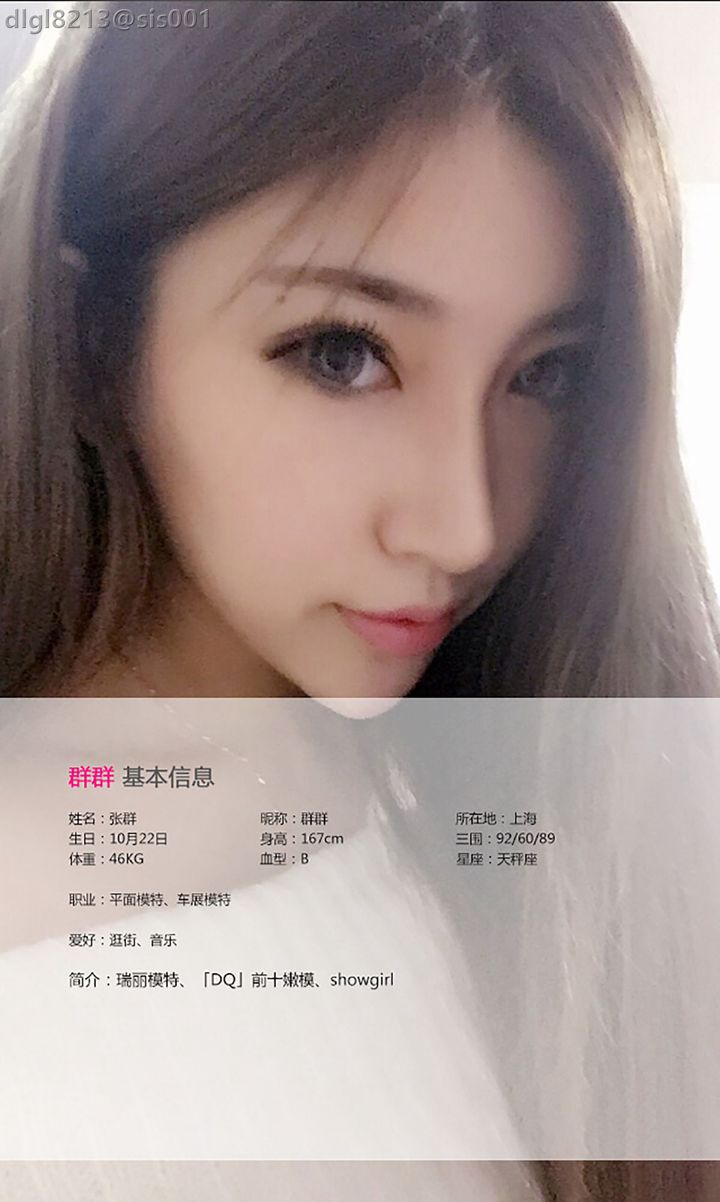 dlgl8213@sis001
群群 基本信息
姓名：张群 昵称：群群 所在地：上海
生日：10月22日 身高：167cm 三围：92/60/89
体重：46KG 血型：B 星座：天秤座
职业：平面模特、车展模特
爱好：逛街、音乐
简介：瑞丽模特、「DQ」前十嫩模、showgirl